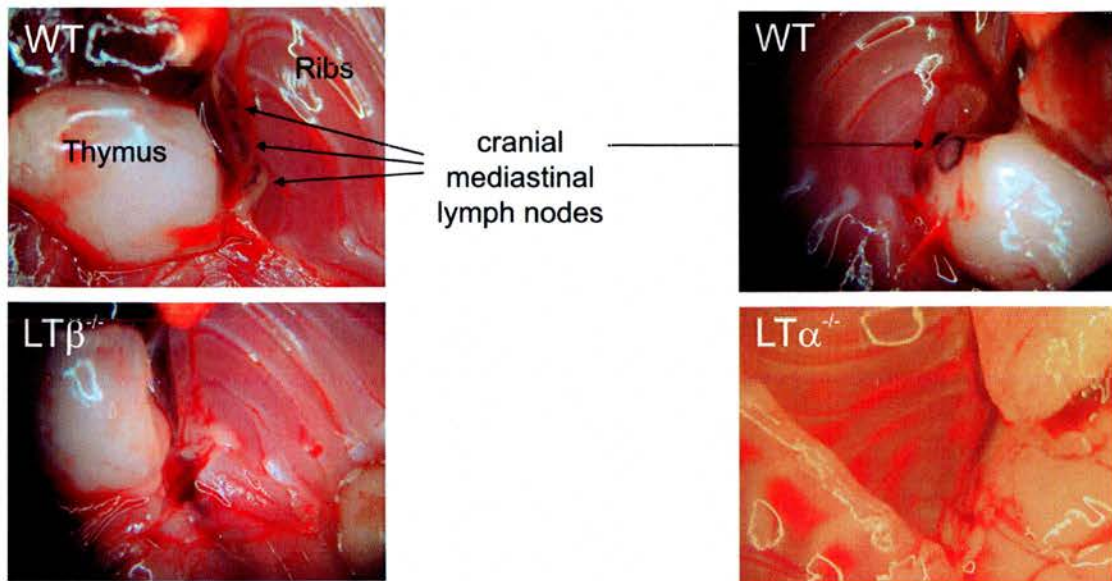 WT
Ribs
Thymus
cranial
mediastinal
lymph nodes
WT
LTβ-/-
LTα-/-